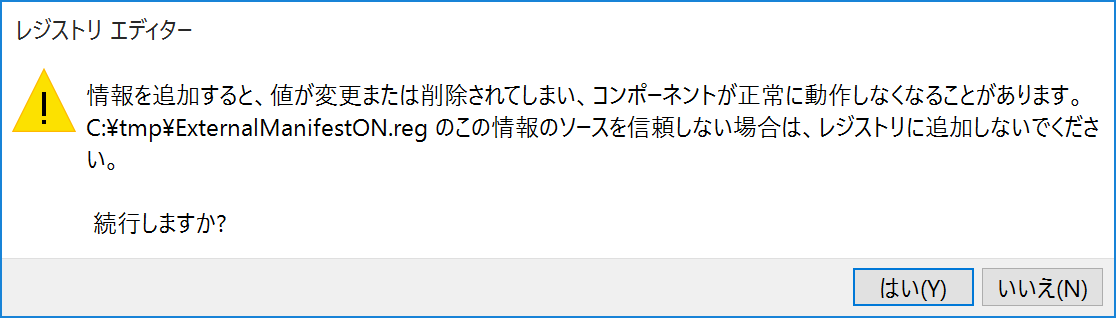 レジストリ エディター
情報を追加すると、値が変更または削除されてしまい、コンポーネントが正常に動作しなくなることがあります。
C:¥tmp¥ExternalManifestON.reg のこの情報のソースを信頼しない場合は、レジストリに追加しないでくださ
い。
続行しますか?
はい(Y)
いいえ(N)